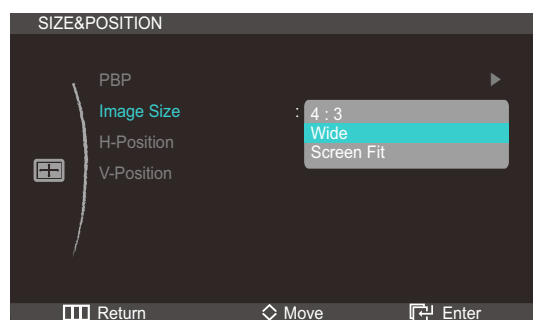 SIZE&POSITION
PBP
Image Size : 4 : 3
Wide
Screen Fit
H-Position
V-Position
Return Move Enter